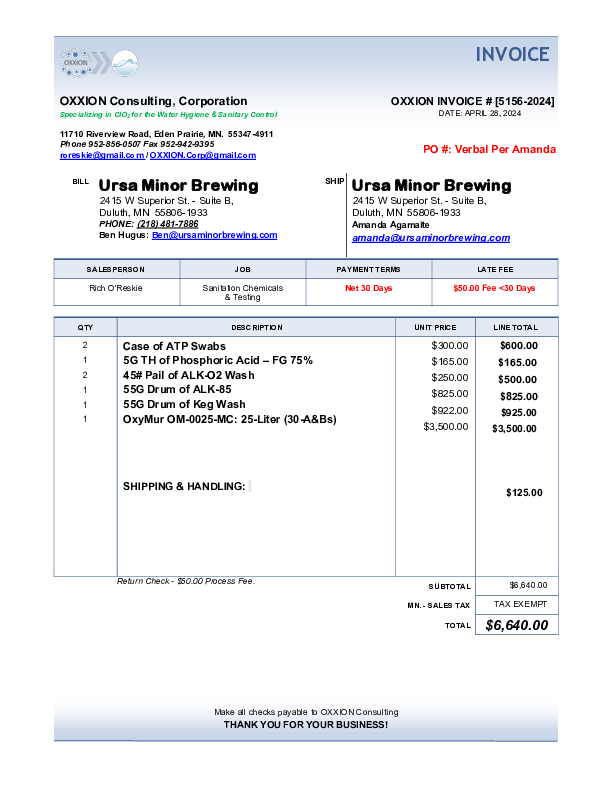 OXXION
INVOICE
OXXION Consulting, Corporation
Specializing in ClO₂ for the Water Hygiene & Sanitary Control
OXXION INVOICE # [5156-2024]
DATE: APRIL 28, 2024
11710 Riverview Road, Eden Prairie, MN. 55347-4911
Phone 952-856-0507 Fax 952-942-9395
roreskie@gmail.com / OXXION.Corp@gmail.com
PO #: Verbal Per Amanda
BILL
Ursa Minor Brewing
2415 W Superior St. - Suite B,
Duluth, MN 55806-1933
PHONE: (218) 481-7886
Ben Hugus: Ben@ursaminorbrewing.com
SHIP
Ursa Minor Brewing
2415 W Superior St. - Suite B,
Duluth, MN 55806-1933
Amanda Agamaite
amanda@ursaminorbrewing.com
SALESPERSON JOB PAYMENT TERMS LATE FEE
Rich O'Reskie Sanitation Chemicals Net 30 Days $50.00 Fee <30 Days
& Testing
QTY DESCRIPTION UNIT PRICE LINE TOTAL
2 Case of ATP Swabs $300.00 $600.00
1 5G TH of Phosphoric Acid – FG 75% $165.00 $165.00
2 45# Pail of ALK-O2 Wash $250.00 $500.00
1 55G Drum of ALK-85 $825.00 $825.00
1 55G Drum of Keg Wash $922.00 $925.00
1 OxyMur OM-0025-MC: 25-Liter (30-A&Bs) $3,500.00 $3,500.00
SHIPPING & HANDLING: $125.00
Return Check - $50.00 Process Fee.
SUBTOTAL $6,640.00
MN.- SALES TAX TAX EXEMPT
TOTAL $6,640.00
Make all checks payable to OXXION Consulting
THANK YOU FOR YOUR BUSINESS!